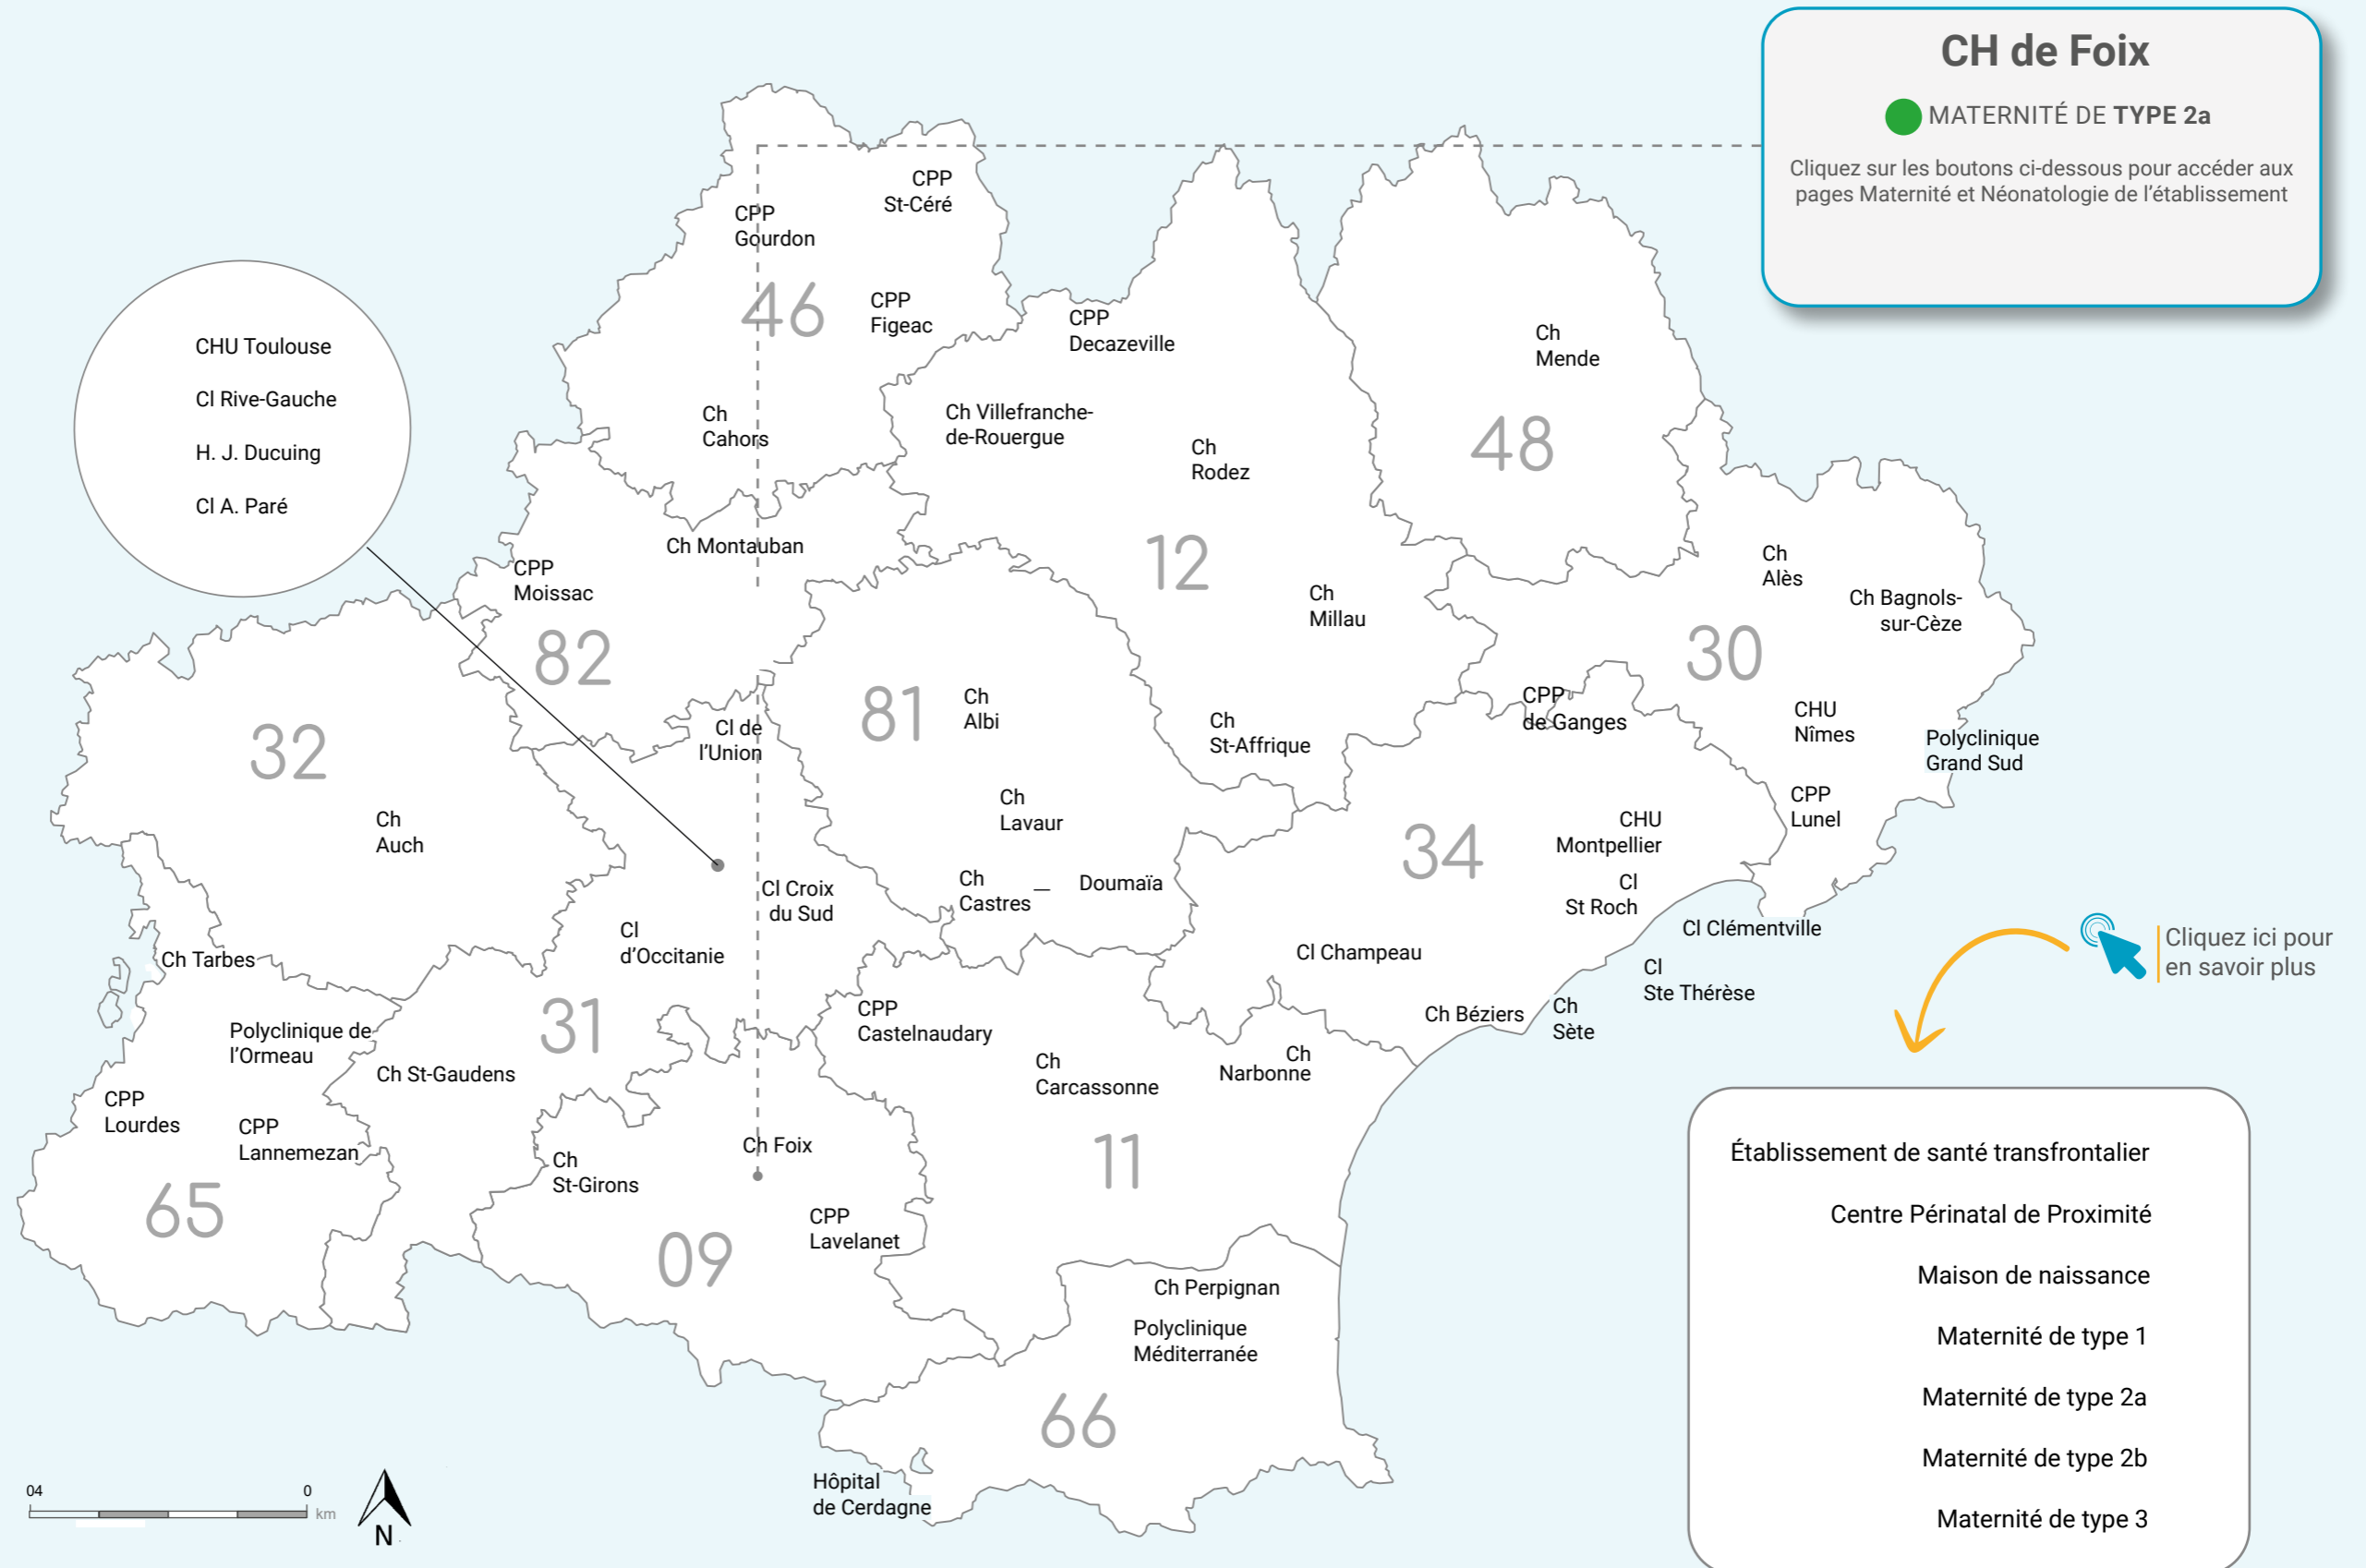 CH de Foix
MATERNITÉ DE TYPE 2a
Cliquez sur les boutons ci-dessous pour accéder aux
pages Maternité et Néonatologie de l'établissement
CPP
St-Céré
CPP
Gourdon
46
CPP
Figeac
Ch
Cahors
CHU Toulouse
Cl Rive-Gauche
H. J. Ducuing
Cl A. Paré
CPP
Decazeville
Ch Villefranche-
de-Rouergue
Ch
Rodez
12
Ch
Millau
Ch
St-Affrique
Ch
Mende
48
Ch Montauban
CPP
Moissac
82
Ch
Alès
Ch Bagnols-
sur-Cèze
30
CHU
Nîmes
Polyclinique
Grand Sud
CPP
Lunel
CPP
de Ganges
32
Ch
Auch
Cl de
l'Union
81
Ch
Albi
Ch
Lavaur
Ch
Castres
— Doumaïa
34
CHU
Montpellier
Cl
St Roch
Cl Clémentville
Cl Champeau
Cl
Ste Thérèse
Ch Béziers
Ch
Sète
Cl Croix
du Sud
Cl
d'Occitanie
31
Ch St-Gaudens
Ch Tarbes
Polyclinique de
l'Ormeau
CPP
Lourdes
CPP
Lannemezan
65
CPP
Castelnaudary
Ch
Carcassonne
Ch
Narbonne
11
Ch Foix
Ch
St-Girons
CPP
Lavelanet
09
Ch Perpignan
Polyclinique
Méditerranée
66
Hôpital
de Cerdagne
Cliquez ici pour
en savoir plus
Établissement de santé transfrontalier
Centre Périnatal de Proximité
Maison de naissance
Maternité de type 1
Maternité de type 2a
Maternité de type 2b
Maternité de type 3
04 0
km
N